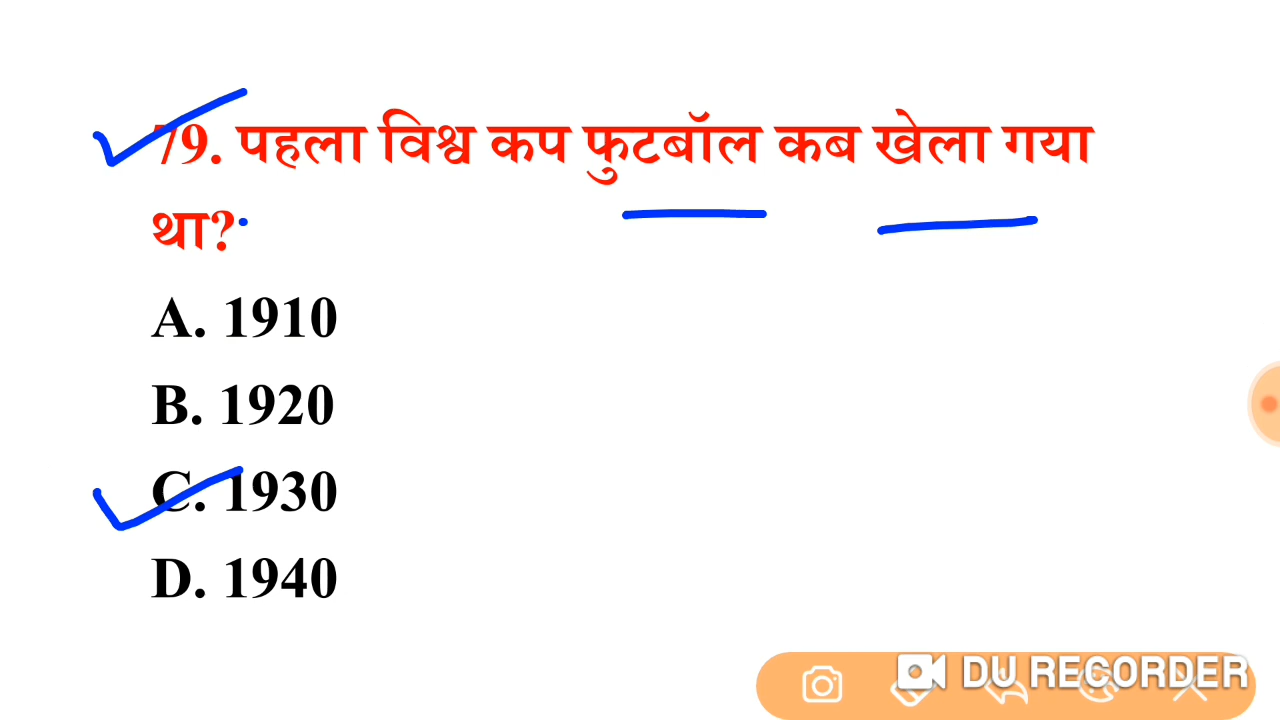 79. पहला विश्व कप फुटबॉल कब खेला गया
था?
A. 1910
B. 1920
C. 1930
D. 1940
DU RECORDER